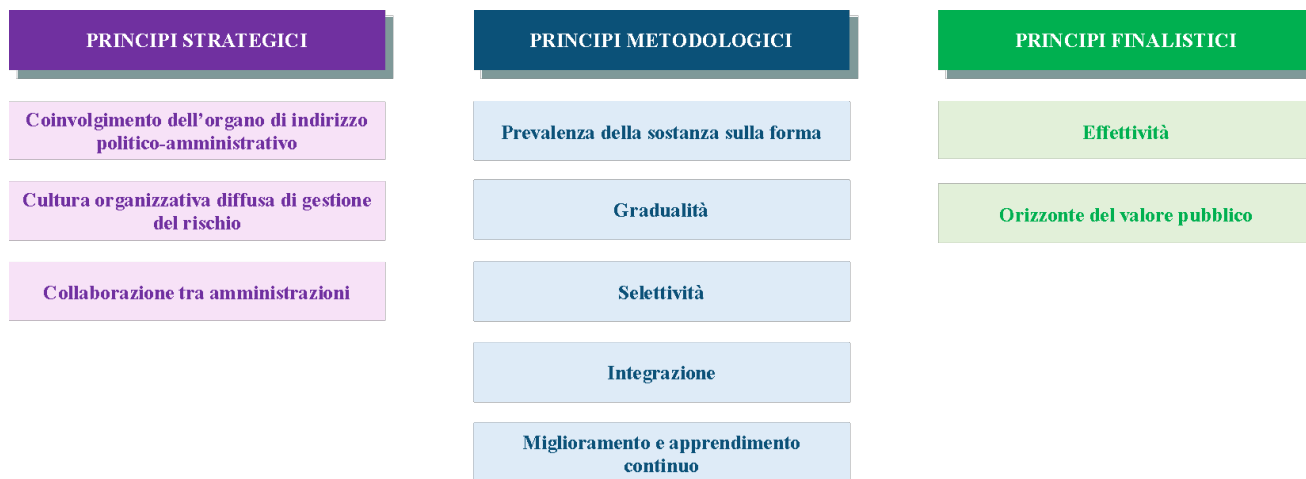 PRINCIPI STRATEGICI
Coinvolgimento dell’organo di indirizzo
politico-amministrativo
Cultura organizzativa diffusa di gestione
del rischio
Collaborazione tra amministrazioni
PRINCIPI METODOLOGICI
Prevalenza della sostanza sulla forma
Gradualità
Selettività
Integrazione
Miglioramento e apprendimento
continuo
PRINCIPI FINALISTICI
Effettività
Orizzonte del valore pubblico